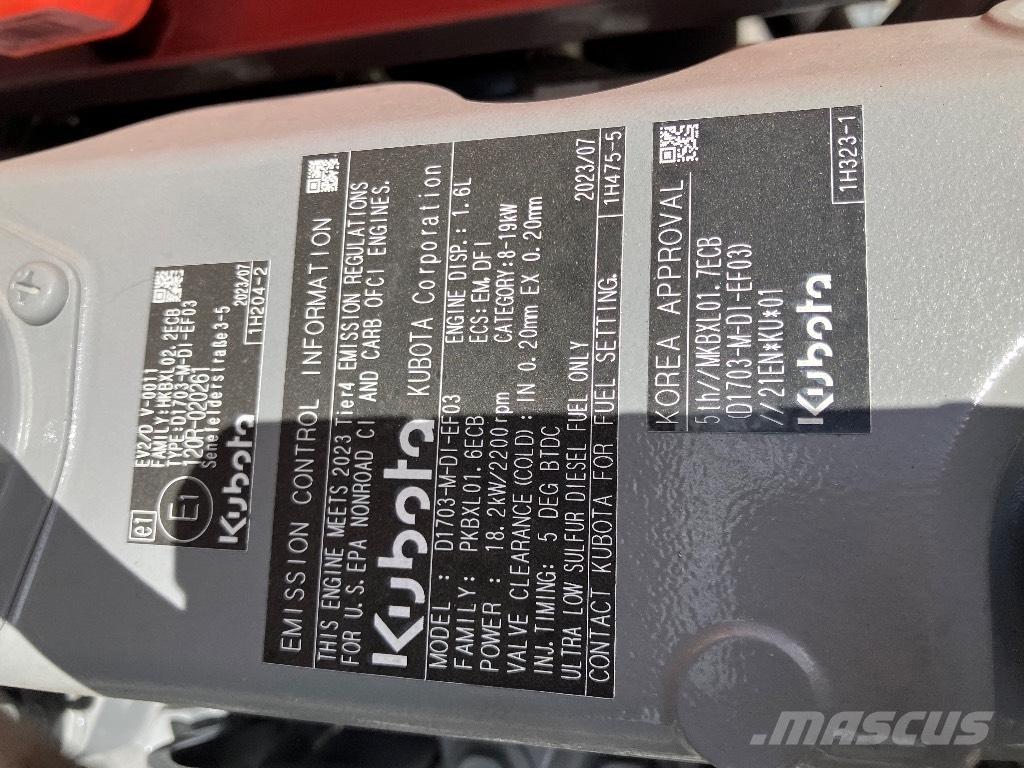 e1
EV2/D V-0011
FAMILY:HKBXL02.2ECB
TYPE:D1703-M-DI-EF03
E1
120R-020261
Senefelderstraße3-5
2023/07
Kubota
1H204-2
EMISSION CONTROL INFORMATION
THIS ENGINE MEETS 2023 Tier4 EMISSION REGULATIONS
FOR U.S. EPA NONROAD CI AND CARB OFCI ENGINES.
Kubota KUBOTA Corporation
MODEL : D1703-M-DI-EF03 ENGINE DISP.: 1.6L
FAMILY: PKBXL01.6ECB ECS: EM, DFI
POWER : 18.2kW/2200rpm CATEGORY:8-19kW
VALVE CLEARANCE(COLD): IN 0.20mm EX 0.20mm
INJ.TIMING: 5 DEG BTDC
ULTRA LOW SULFUR DIESEL FUEL ONLY 2023/07
CONTACT KUBOTA FOR FUEL SETTING. 1H475-5
KOREA APPROVAL
5th//MKBXL01.7ECB
(D1703-M-DI-EF03)
//21EN*KU*01
Kubota
1H323-1
MASCUS